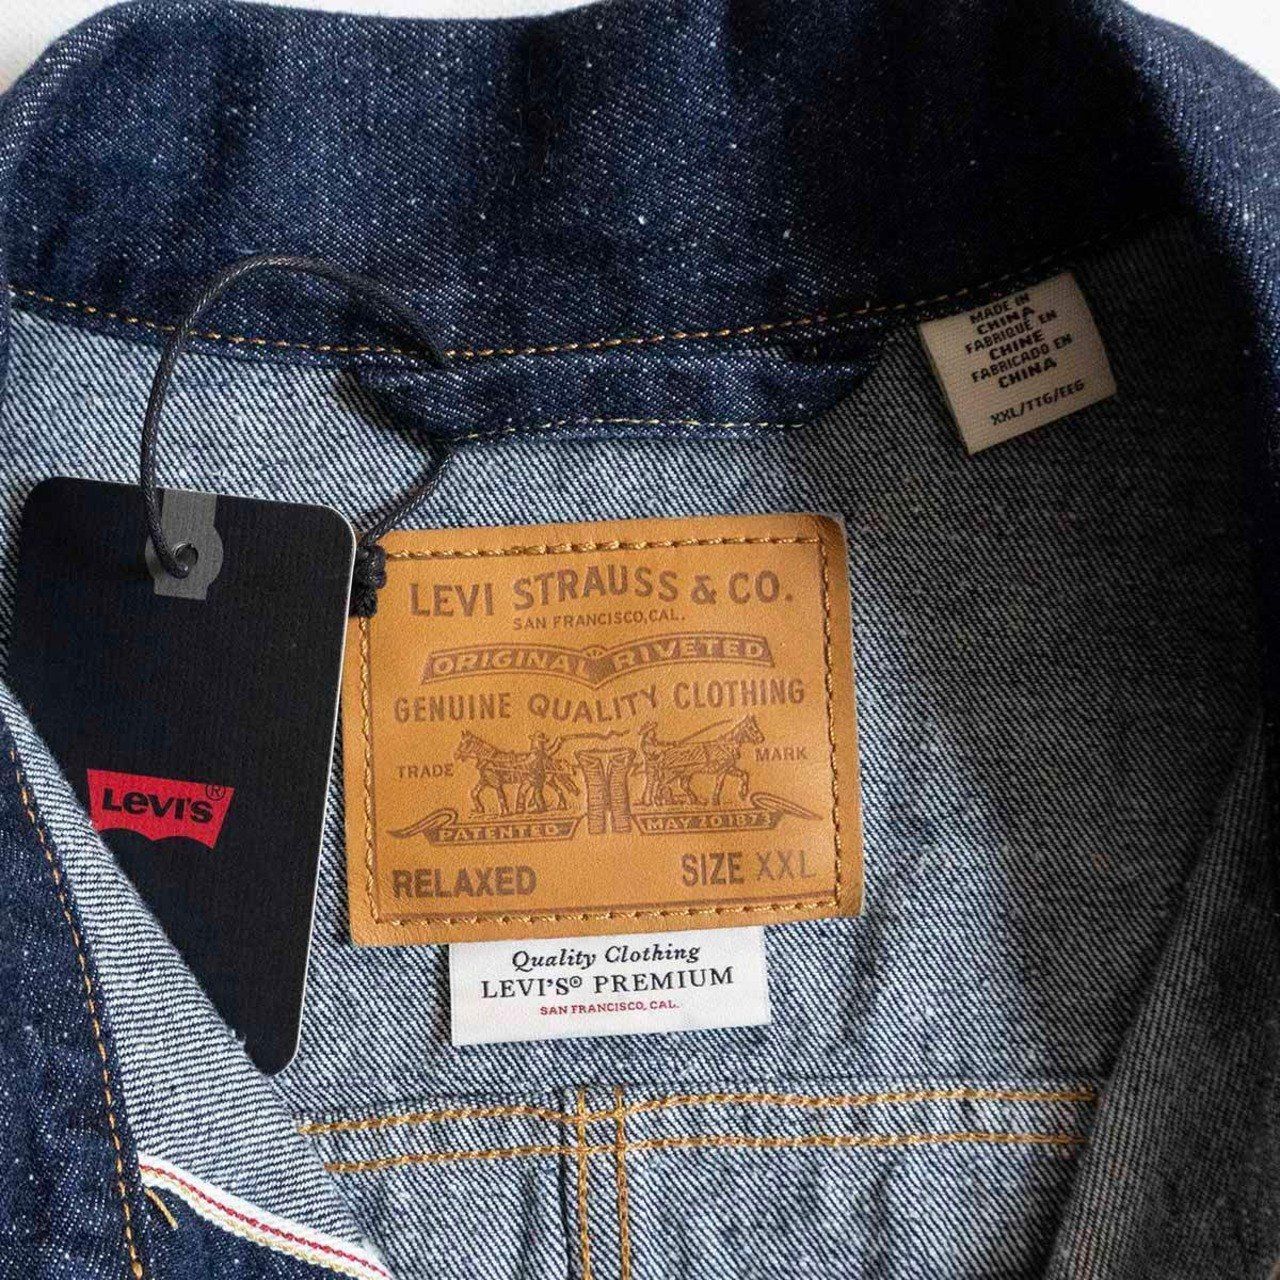 MADE IN
CHINA
FABRIQUÉ EN
CHINE
FABRICADO EN
CHINA
XXL/TTG/EEG
LEVI STRAUSS & CO.
SAN FRANCISCO, CAL.
ORIGINAL RIVETED
GENUINE QUALITY CLOTHING
TRADE MARK
PATENTED MAY 20 1873
RELAXED SIZE XXL
LEVI'S®
Quality Clothing
LEVI'S® PREMIUM
SAN FRANCISCO, CAL.